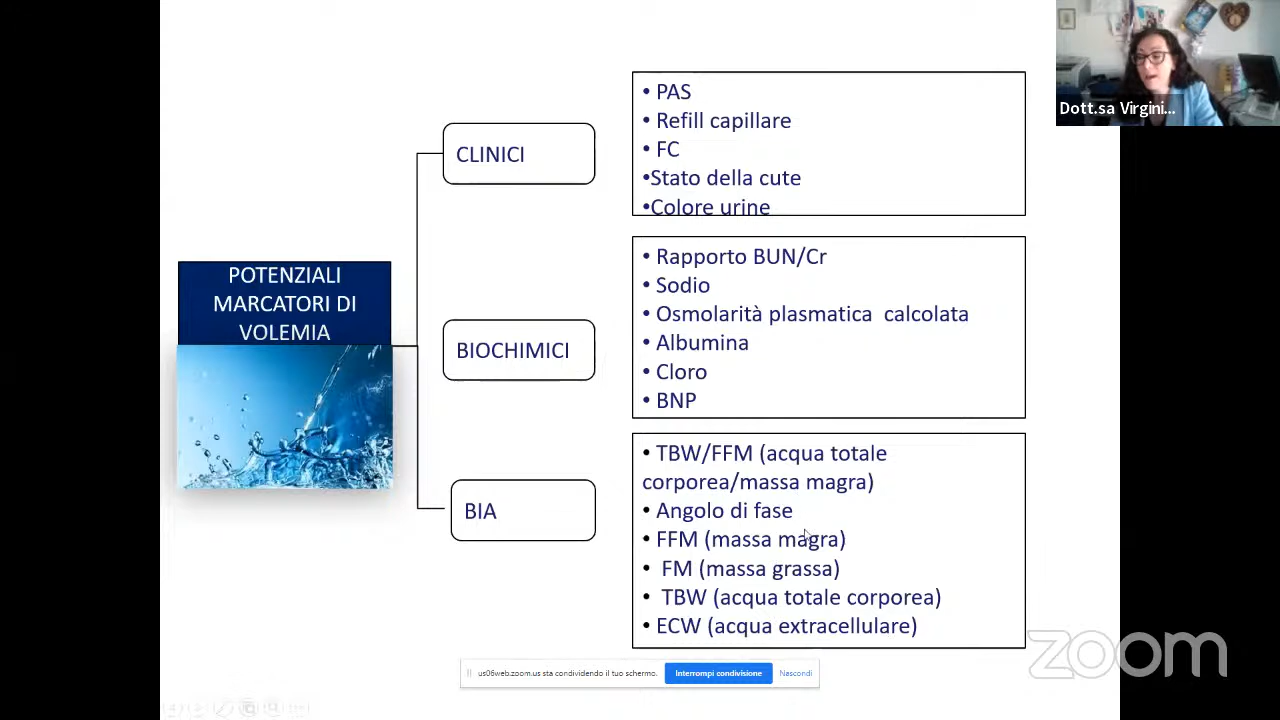 Dott.sa Virgini...
POTENZIALI
MARCATORI DI
VOLEMIA
CLINICI
• PAS
• Refill capillare
• FC
•Stato della cute
•Colore urine
BIOCHIMICI
• Rapporto BUN/Cr
• Sodio
• Osmolarità plasmatica calcolata
• Albumina
• Cloro
• BNP
BIA
• TBW/FFM (acqua totale
corporea/massa magra)
• Angolo di fase
• FFM (massa magra)
• FM (massa grassa)
• TBW (acqua totale corporea)
• ECW (acqua extracellulare)
zoom
us06web.zoom.us sta condividendo il tuo schermo.
Interrompi condivisione
Nascondi